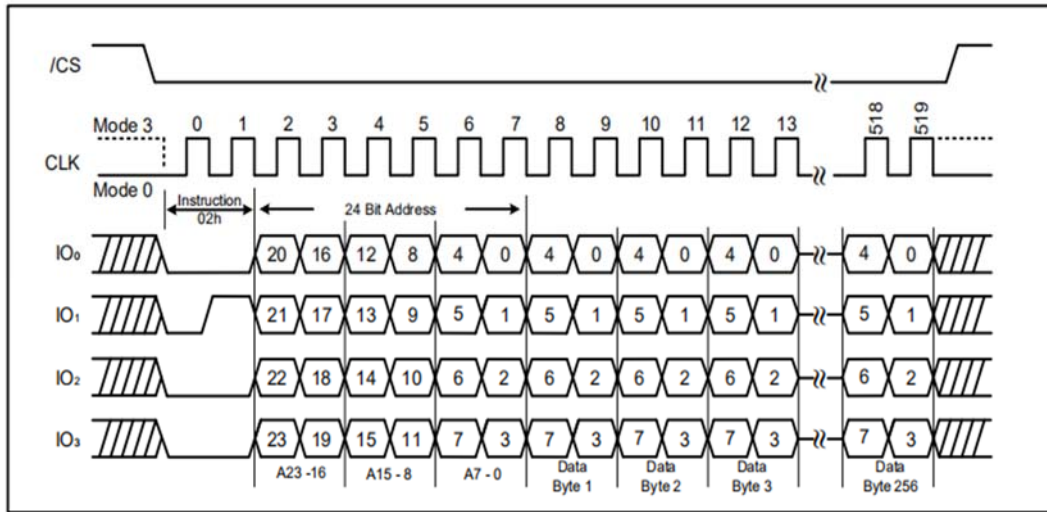 /CS
Mode 3 0 1 2 3 4 5 6 7 8 9 10 11 12 13 518 519
CLK
Mode 0
Instruction 02h
24 Bit Address
IO₀ 20 16 12 8 4 0 4 0 4 0 4 0 4 0
IO₁ 21 17 13 9 5 1 5 1 5 1 5 1 5 1
IO₂ 22 18 14 10 6 2 6 2 6 2 6 2 6 2
IO₃ 23 19 15 11 7 3 7 3 7 3 7 3 7 3
A23 -16 A15 - 8 A7 - 0 Data Data Data Data
Byte 1 Byte 2 Byte 3 Byte 256